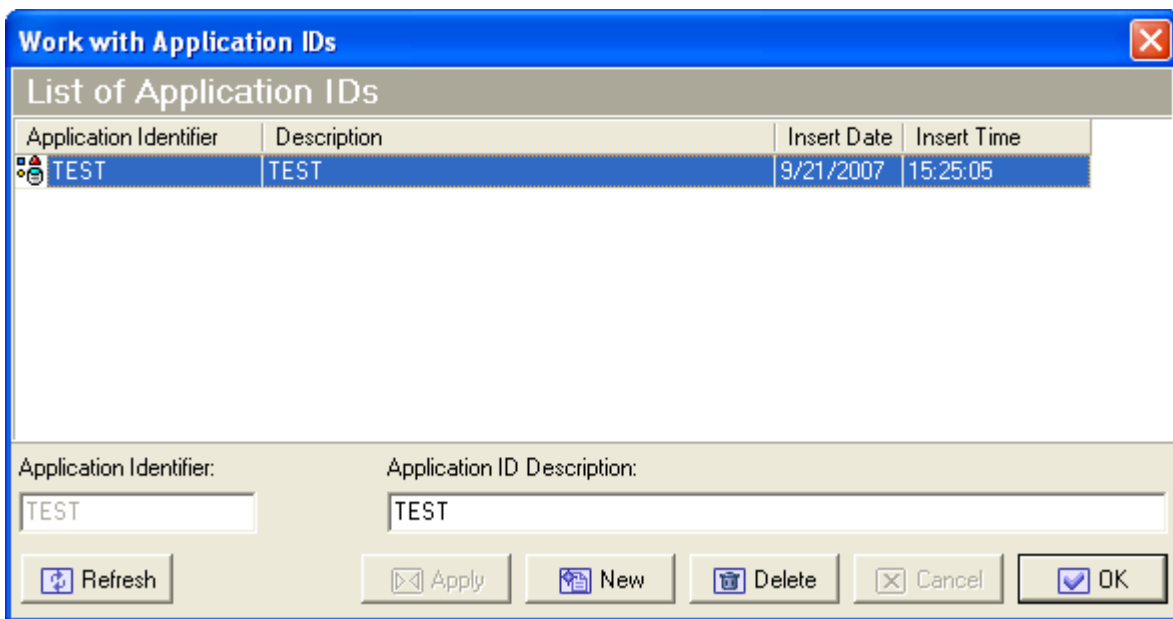 Work with Application IDs
List of Application IDs
Application Identifier Description Insert Date Insert Time
TEST TEST 9/21/2007 15:25:05
Application Identifier: Application ID Description:
TEST TEST
Refresh Apply New Delete Cancel OK